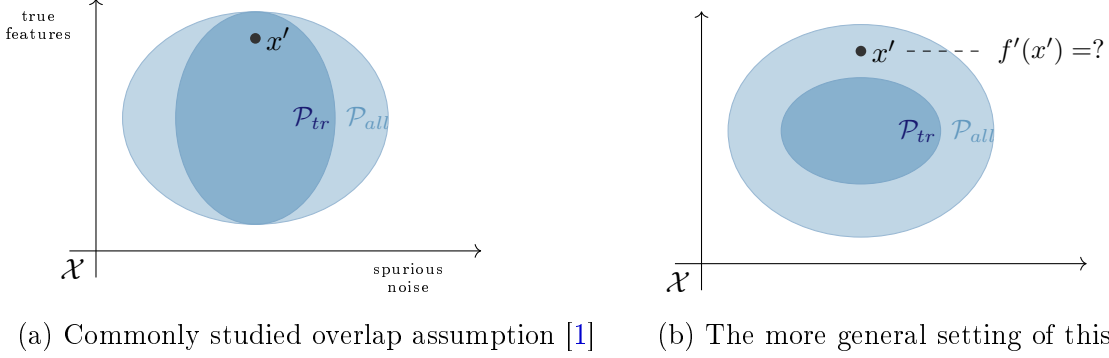 true
features
x′
P_tr P_all
X
spurious
noise
(a) Commonly studied overlap assumption [1]
x′ f′(x′) =?
P_tr P_all
X
(b) The more general setting of this